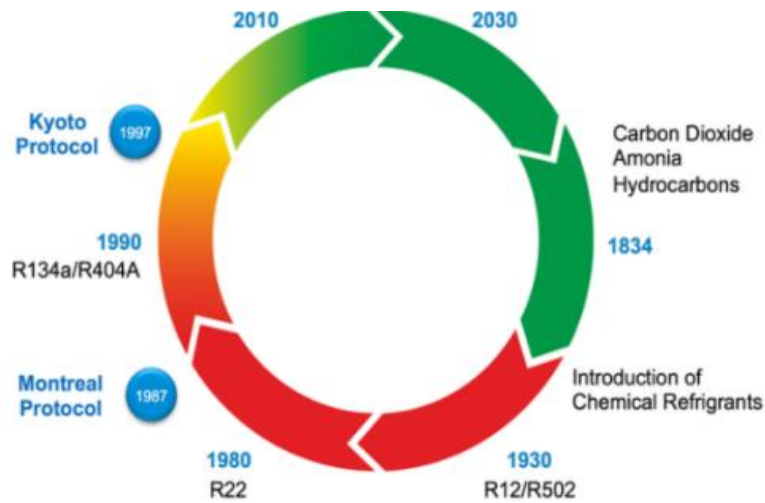 2010
2030
Kyoto
Protocol
1997
Carbon Dioxide
Amonia
Hydrocarbons
1990
R134a/R404A
1834
Montreal
Protocol
1987
Introduction of
Chemical Refrigrants
1980
R22
1930
R12/R502